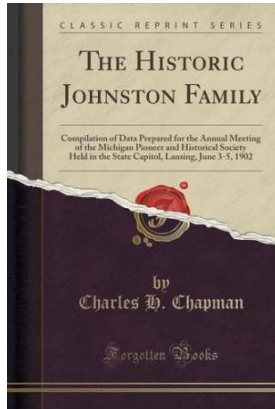 CLASSIC REPRINT SERIES
THE HISTORIC
JOHNSTON FAMILY
Compilation of Data Prepared for the Annual Meeting
of the Michigan Pioneer and Historical Society
Held in the State Capitol, Lansing, June 3-5, 1902
by
Charles H. Chapman
Forgotten Books